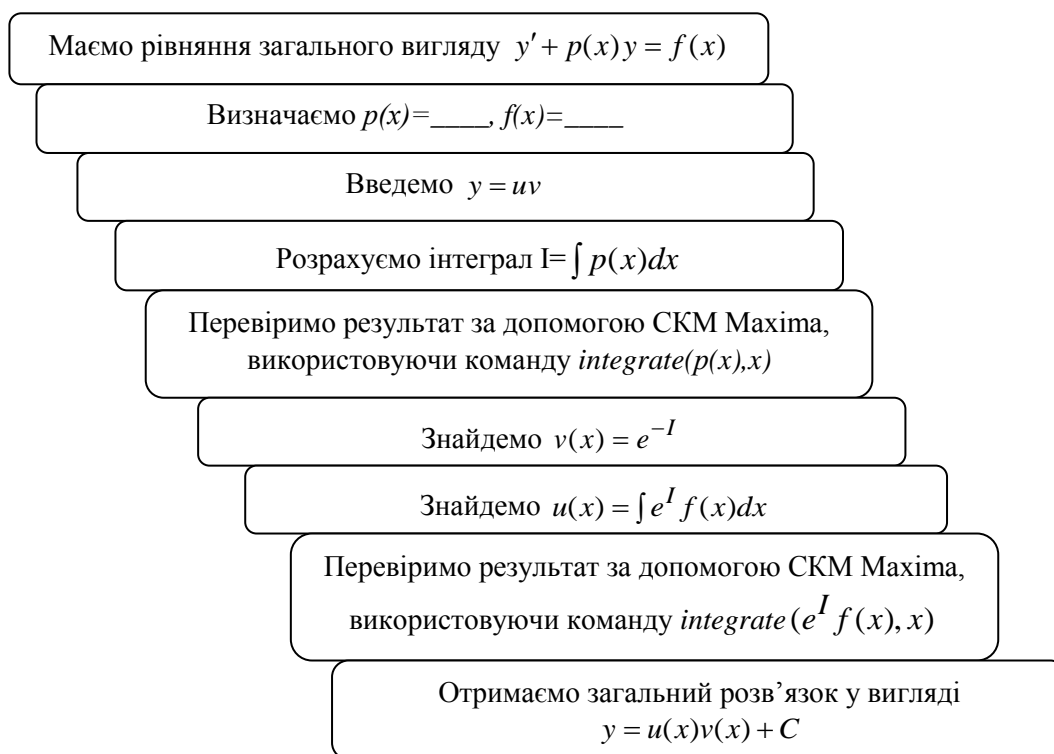 Маємо рівняння загального вигляду y′ + p(x) y = f (x)
Визначаємо p(x)=____, f(x)=____
Введемо y = uv
Розрахуємо інтеграл I=∫ p(x)dx
Перевіримо результат за допомогою СКМ Maxima,
використовуючи команду integrate(p(x),x)
Знайдемо v(x) = e^{−I}
Знайдемо u(x) = ∫ e^I f (x)dx
Перевіримо результат за допомогою СКМ Maxima,
використовуючи команду integrate (e^I f (x), x)
Отримаємо загальний розв’язок у вигляді
y = u(x)v(x) + C